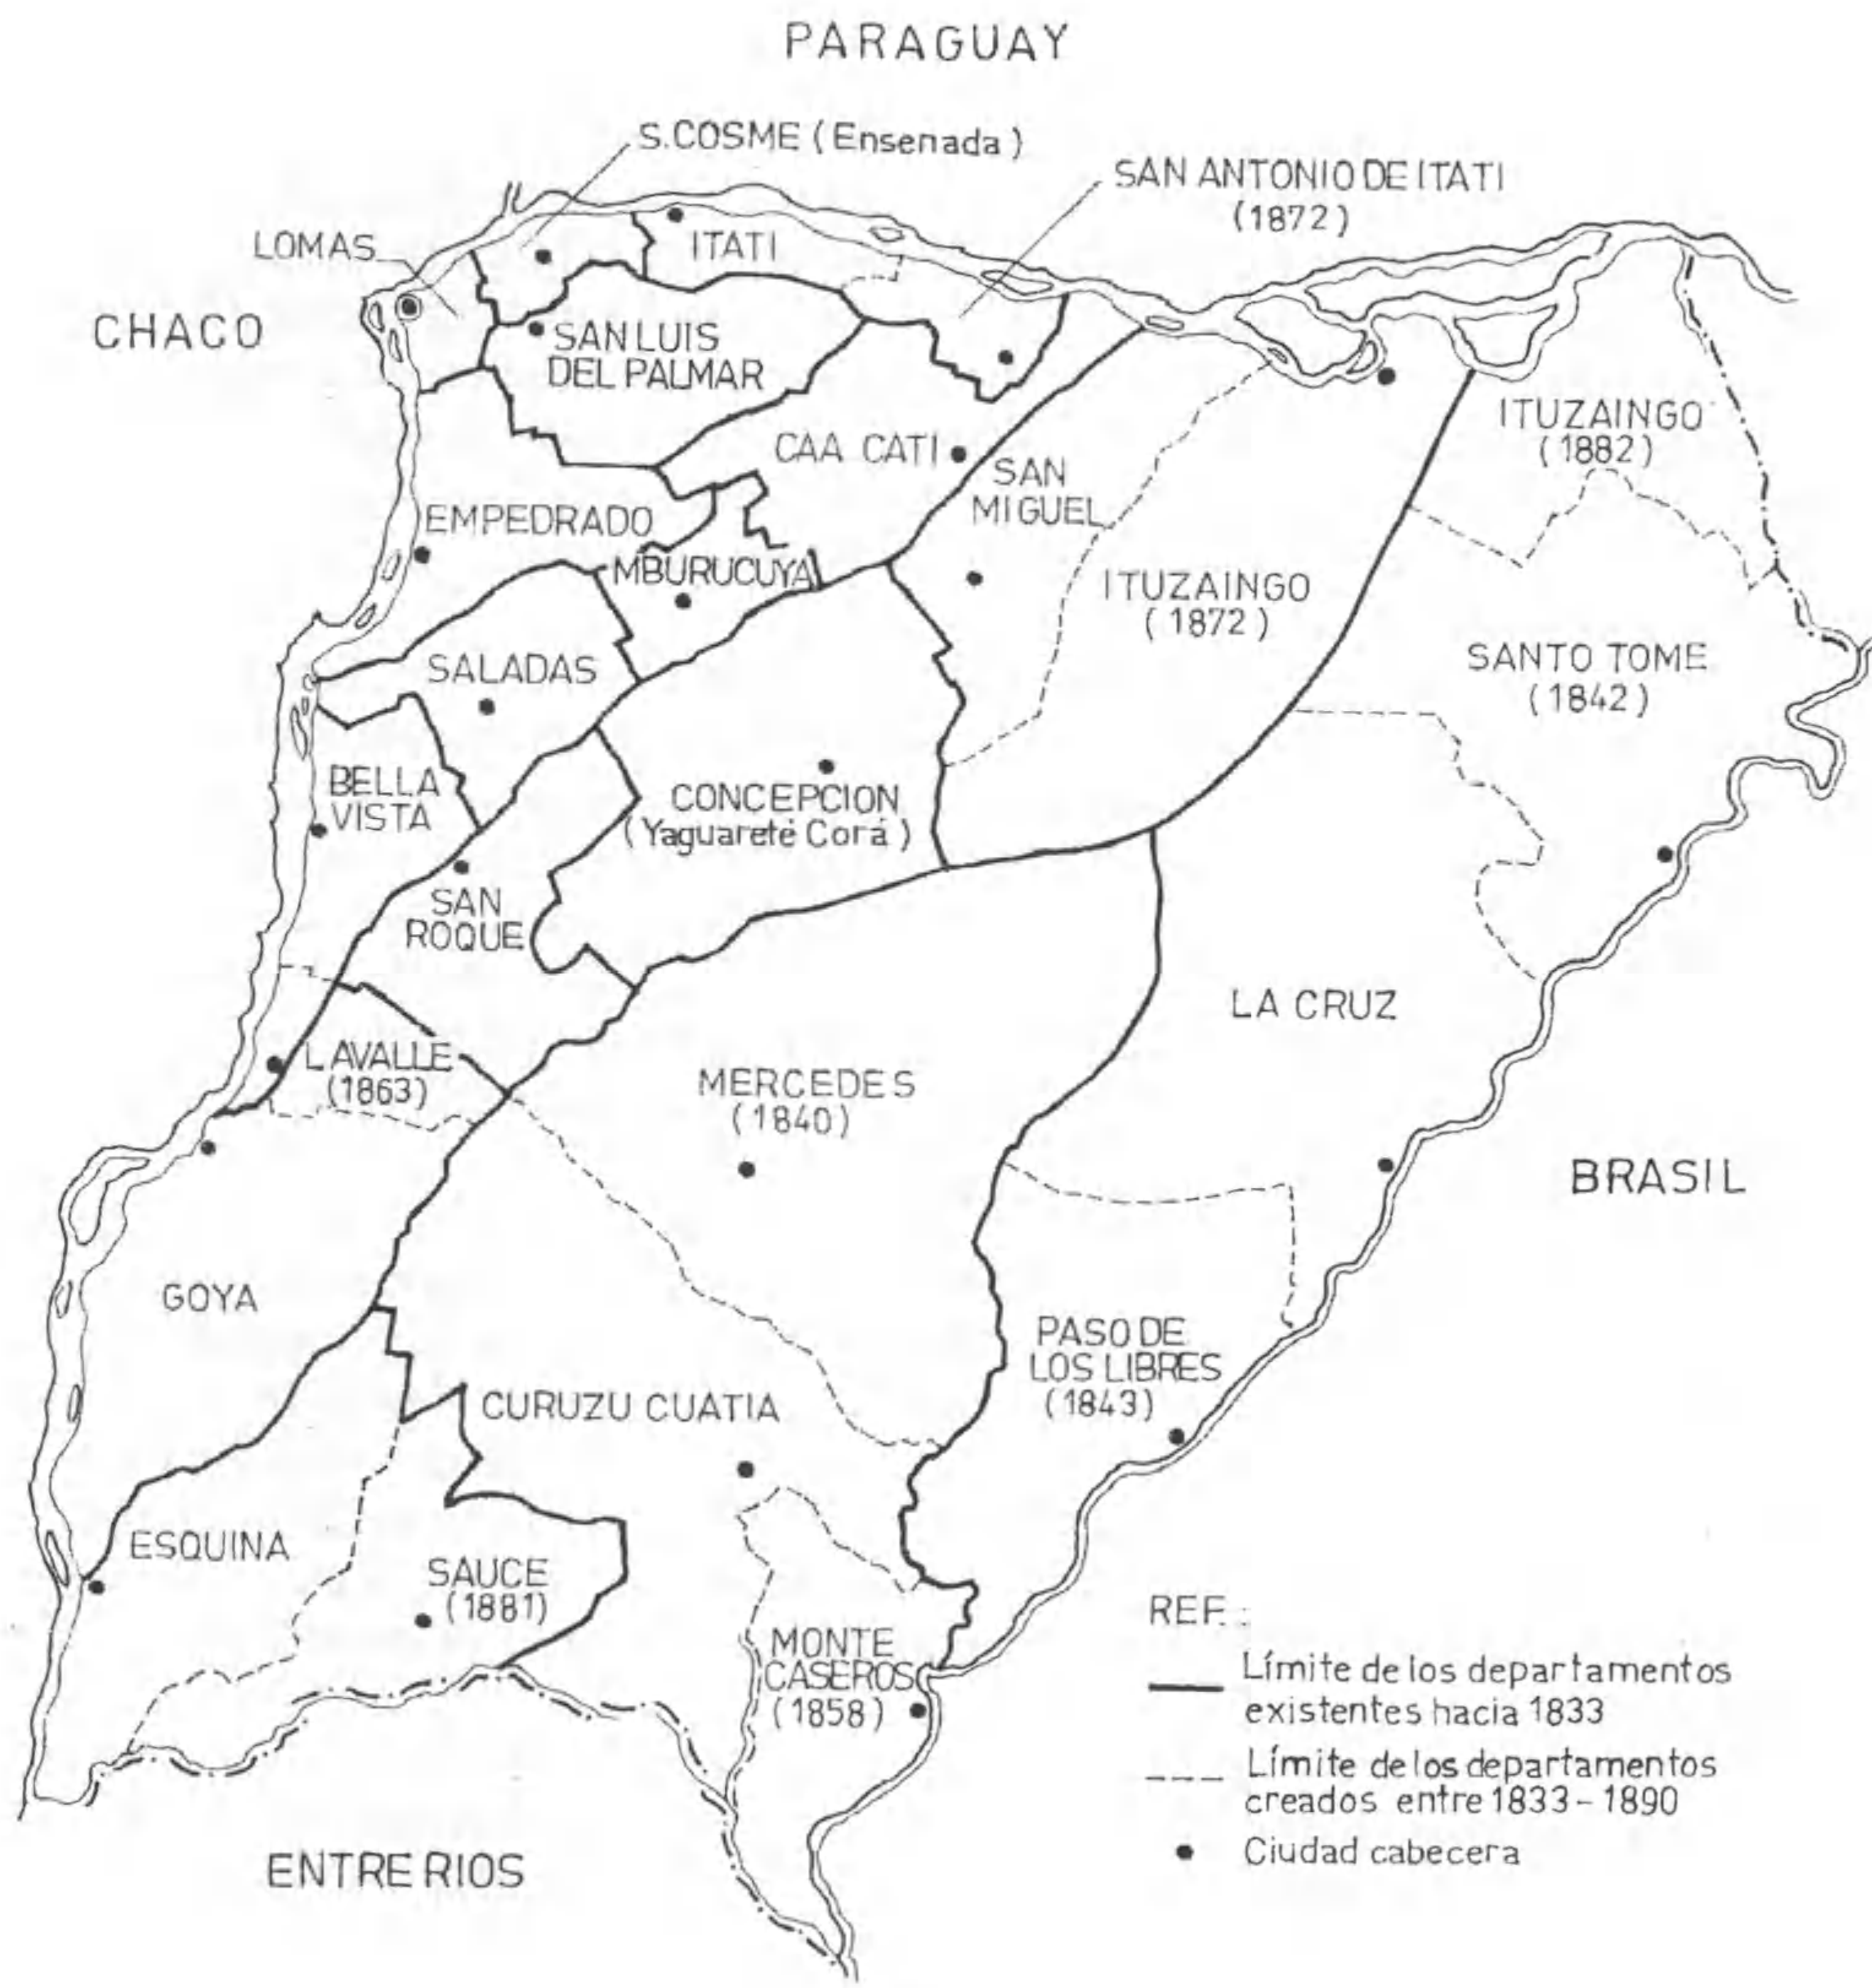 PARAGUAY
S.COSME (Ensenada)
SAN ANTONIO DE ITATI
(1872)
LOMAS
ITATI
CHACO
SAN LUIS
DEL PALMAR
ITUZAINGO
(1882)
CAA CATI
SAN
MIGUEL
EMPEDRADO
MBURUCUYA
ITUZAINGO
(1872)
SANTO TOME
(1842)
SALADAS
BELLA
VISTA
CONCEPCION
(Yaguareté Corá)
SAN
ROQUE
LA CRUZ
LAVALLE
(1863)
MERCEDES
(1840)
BRASIL
GOYA
PASO DE
LOS LIBRES
(1843)
CURUZU CUATIA
ESQUINA
SAUCE
(1881)
MONTE
CASEROS
(1858)
REF.:
Límite de los departamentos
existentes hacia 1833
Límite de los departamentos
creados entre 1833-1890
Ciudad cabecera
ENTRE RIOS